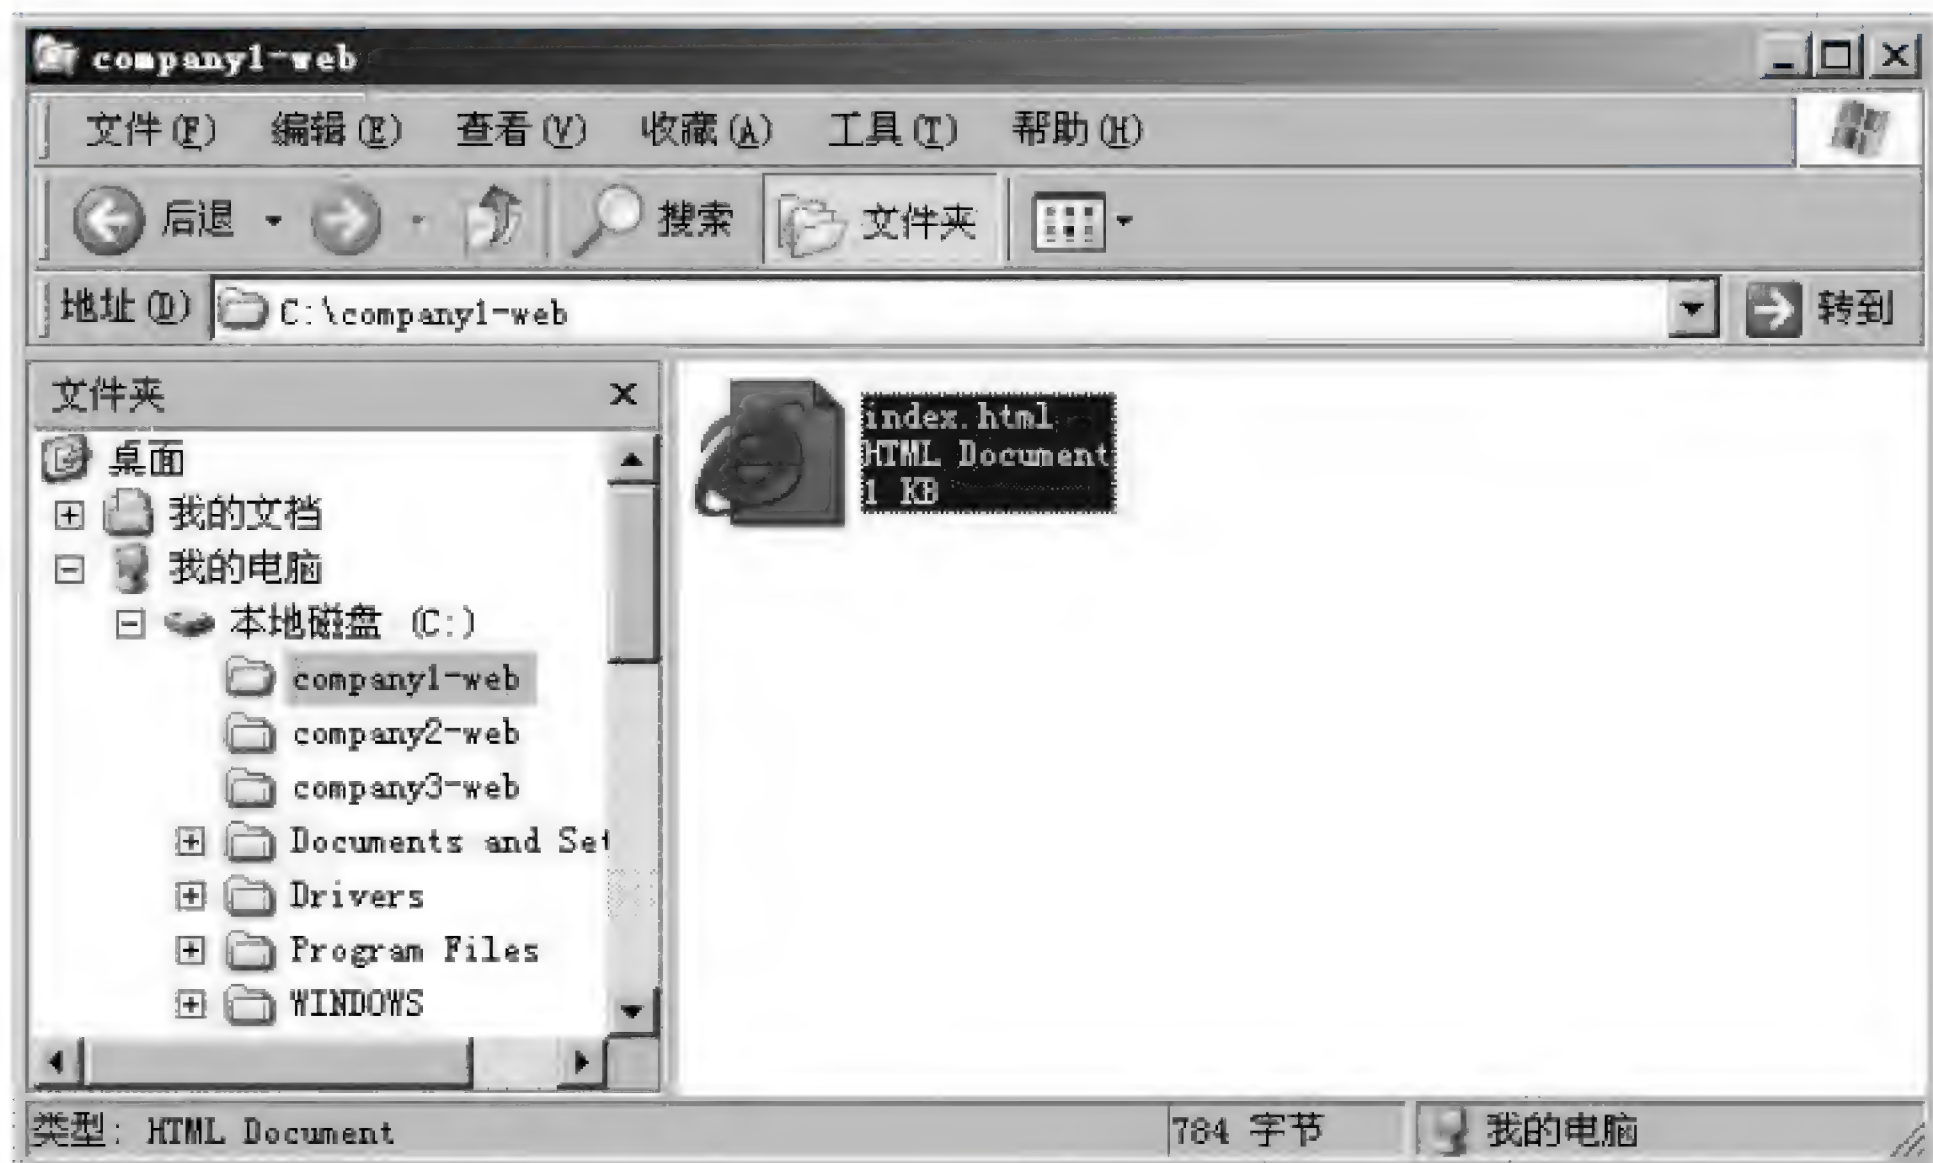 company1-web
文件(F) 编辑(E) 查看(V) 收藏(A) 工具(T) 帮助(H)
后退 搜索 文件夹
地址(D) C:\company1-web 转到
文件夹
index.html
HTML Document
1 KB
桌面
我的文档
我的电脑
本地磁盘 (C:)
company1-web
company2-web
company3-web
Documents and Set
Drivers
Program Files
WINDOWS
类型: HTML Document 784 字节 我的电脑